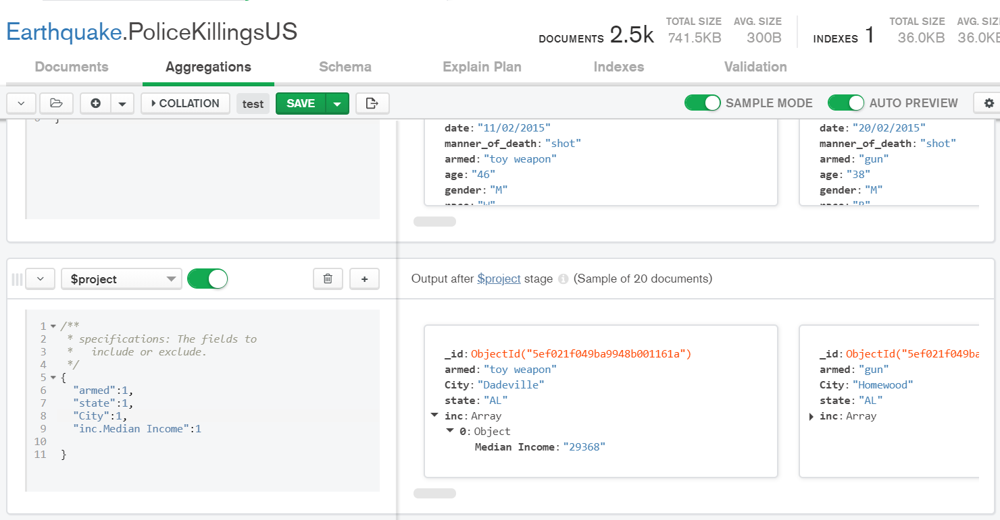 Earthquake.PoliceKillingsUS
DOCUMENTS 2.5k TOTAL SIZE 741.5KB AVG. SIZE 300B INDEXES 1 TOTAL SIZE 36.0KB AVG. SIZ 36.0KE
Documents Aggregations Schema Explain Plan Indexes Validation
COLLATION test SAVE SAMPLE MODE AUTO PREVIEW
}
date: "11/02/2015"
manner_of_death: "shot"
armed: "toy weapon"
age: "46"
gender: "M"
race: "W"
date: "20/02/2015"
manner_of_death: "shot"
armed: "gun"
age: "38"
gender: "M"
race: "B"
$project
Output after $project stage (Sample of 20 documents)
1 /**
2 * specifications: The fields to
3 * include or exclude.
4 */
5 {
6 "armed":1,
7 "state":1,
8 "City":1,
9 "inc.Median Income":1
10
11 }
_id: ObjectId("5ef021f049ba9948b001161a")
armed: "toy weapon"
City: "Dadeville"
state: "AL"
inc: Array
0: Object
Median Income: "29368"
_id: ObjectId("5ef021f049ba
armed: "gun"
City: "Homewood"
state: "AL"
inc: Array